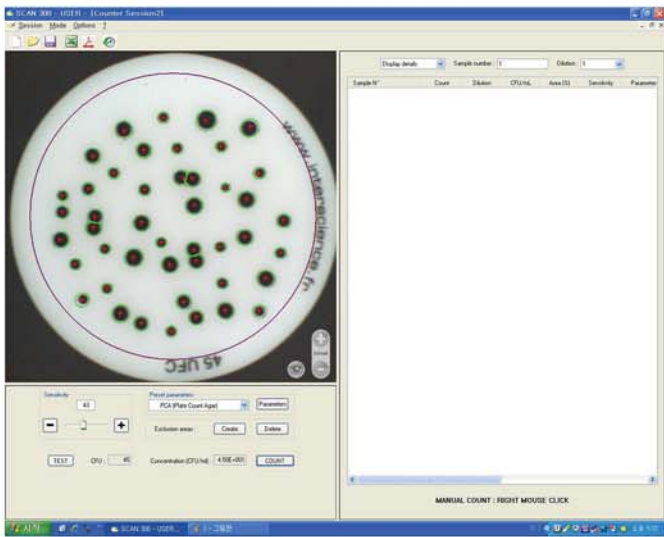 SCAN 300 - USER - [Counter Session2]
Session Mode Options ?
Display details Sample number: 1 Dilution: 1
Sample N° Count Dilution CFU/mL Area (%) Sensitivity Parameter
www.interscience.fr
45 UFC
Sensitivity
43
Preset parameters
PCA (Plate Count Agar) Parameters
Exclusion areas : Create Delete
TEST CFU : 45 Concentration (CFU/ml) : COUNT
MANUAL COUNT : RIGHT MOUSE CLICK
SCAN 300 - USER...